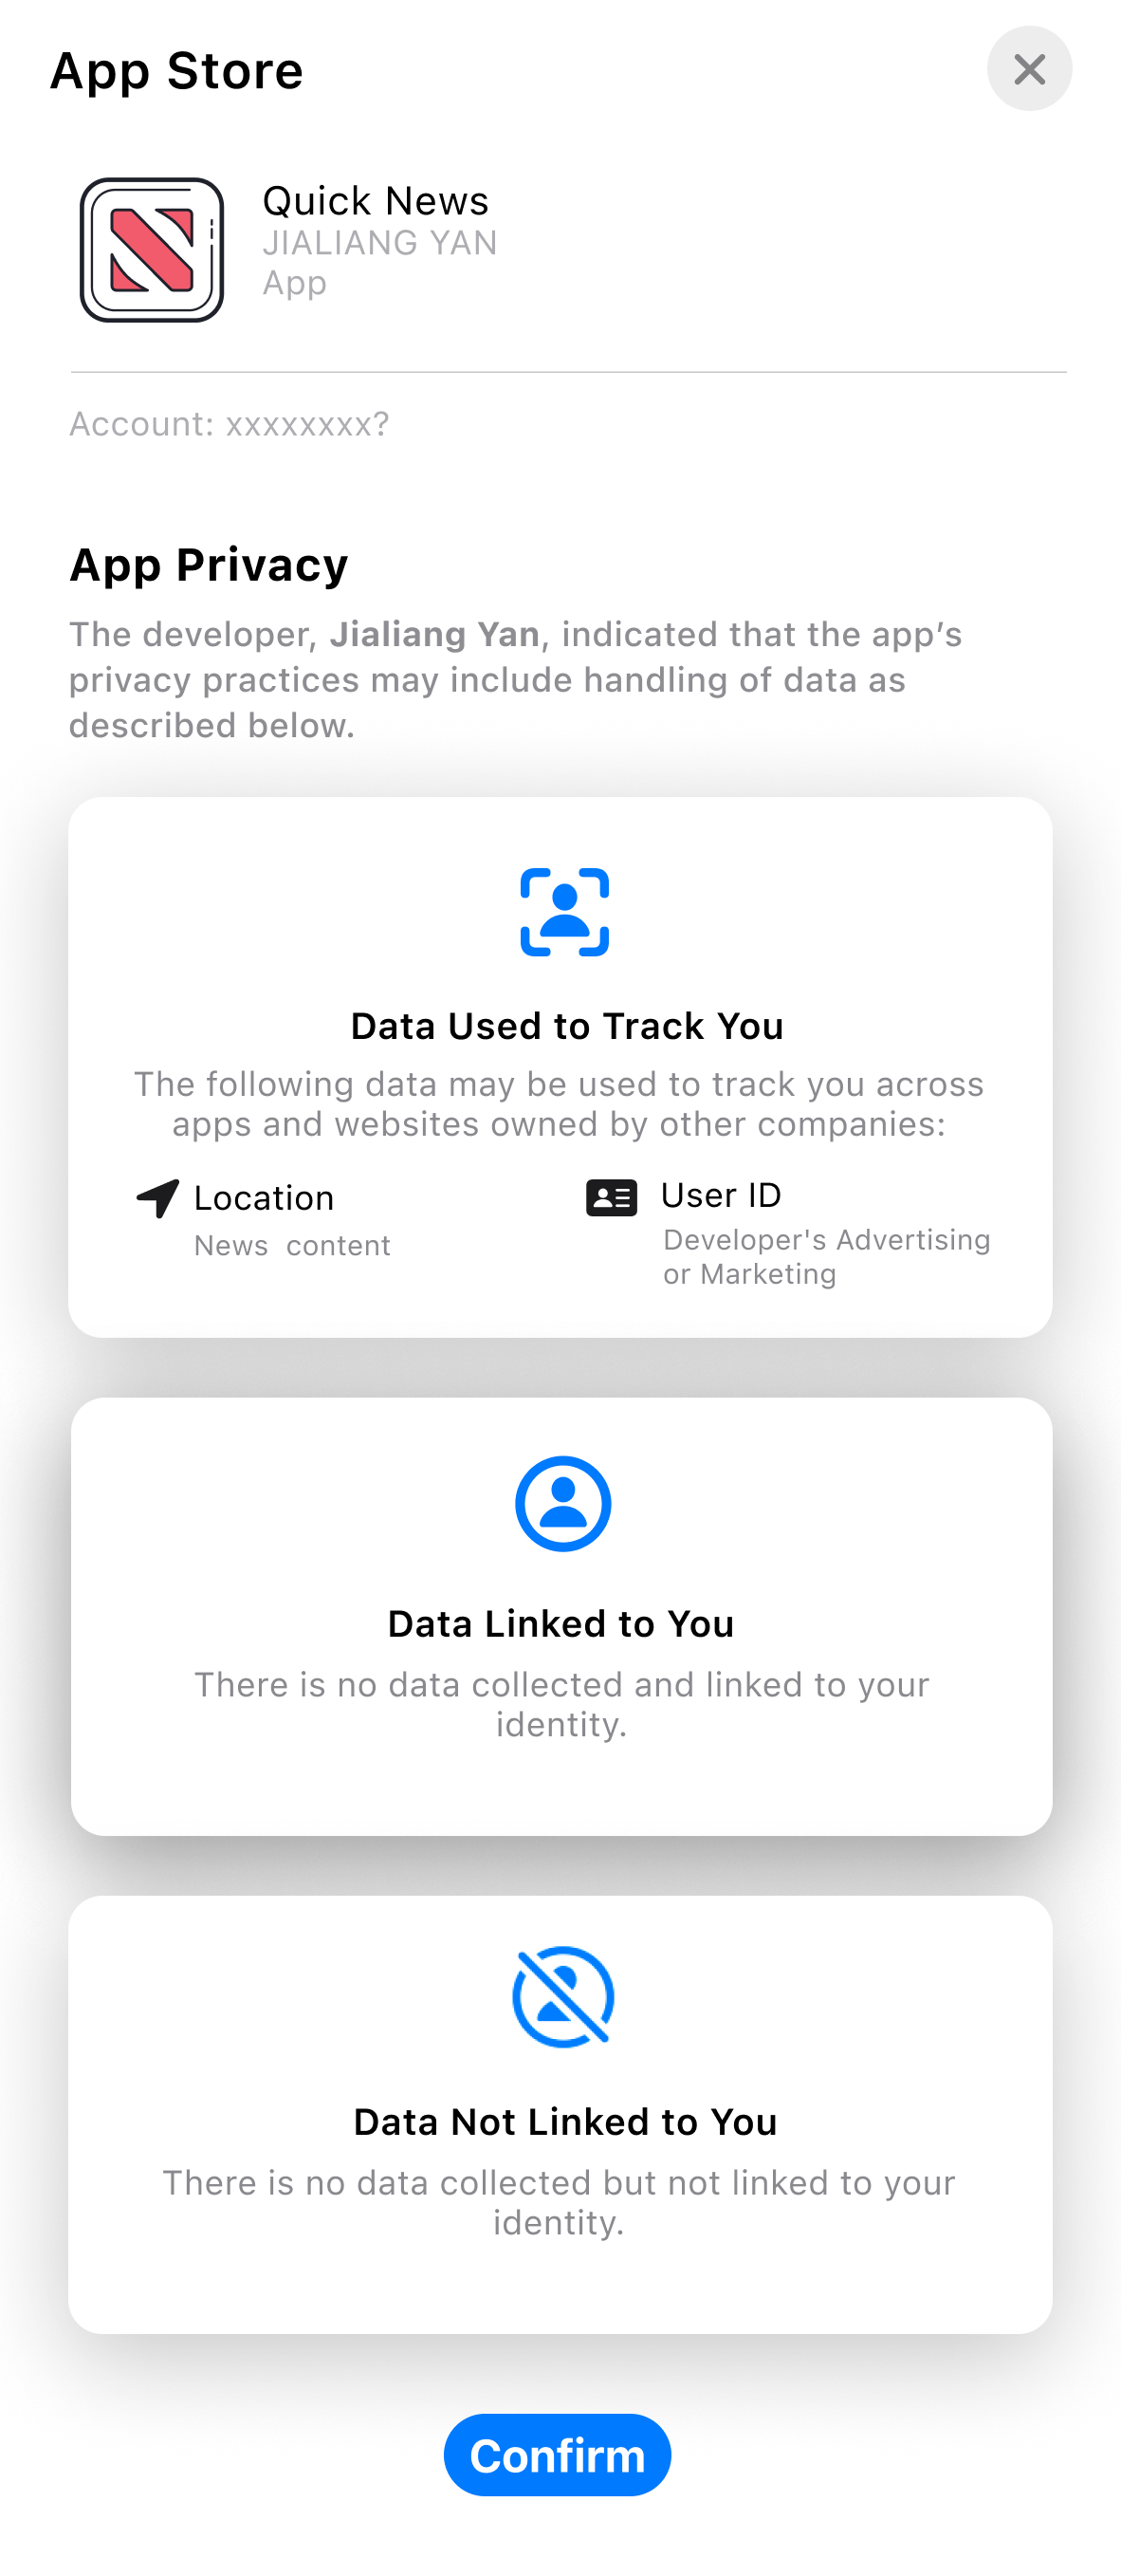 App Store
Quick News
JIALIANG YAN
App
Account: xxxxxxxx?
App Privacy
The developer, Jialiang Yan, indicated that the app’s
privacy practices may include handling of data as
described below.
Data Used to Track You
The following data may be used to track you across
apps and websites owned by other companies:
Location
News content
User ID
Developer's Advertising
or Marketing
Data Linked to You
There is no data collected and linked to your
identity.
Data Not Linked to You
There is no data collected but not linked to your
identity.
Confirm